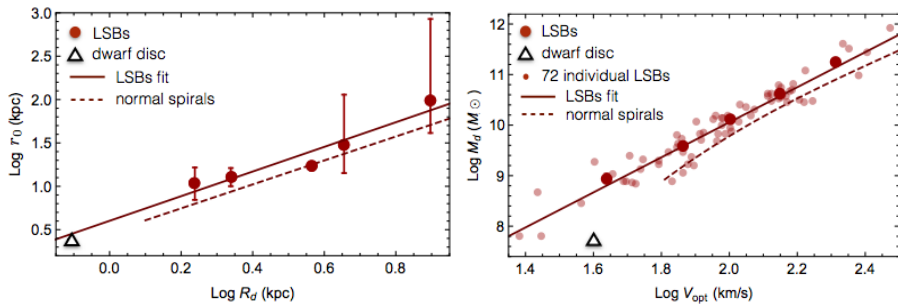 3.0
2.5
2.0
1.5
1.0
0.5
Log r₀ (kpc)
LSBs
dwarf disc
LSBs fit
normal spirals
0.0
0.2
0.4
0.6
0.8
Log R_d (kpc)
12
11
10
9
8
Log M_d (M⊙)
LSBs
dwarf disc
72 individual LSBs
LSBs fit
normal spirals
1.4
1.6
1.8
2.0
2.2
2.4
Log V_opt (km/s)